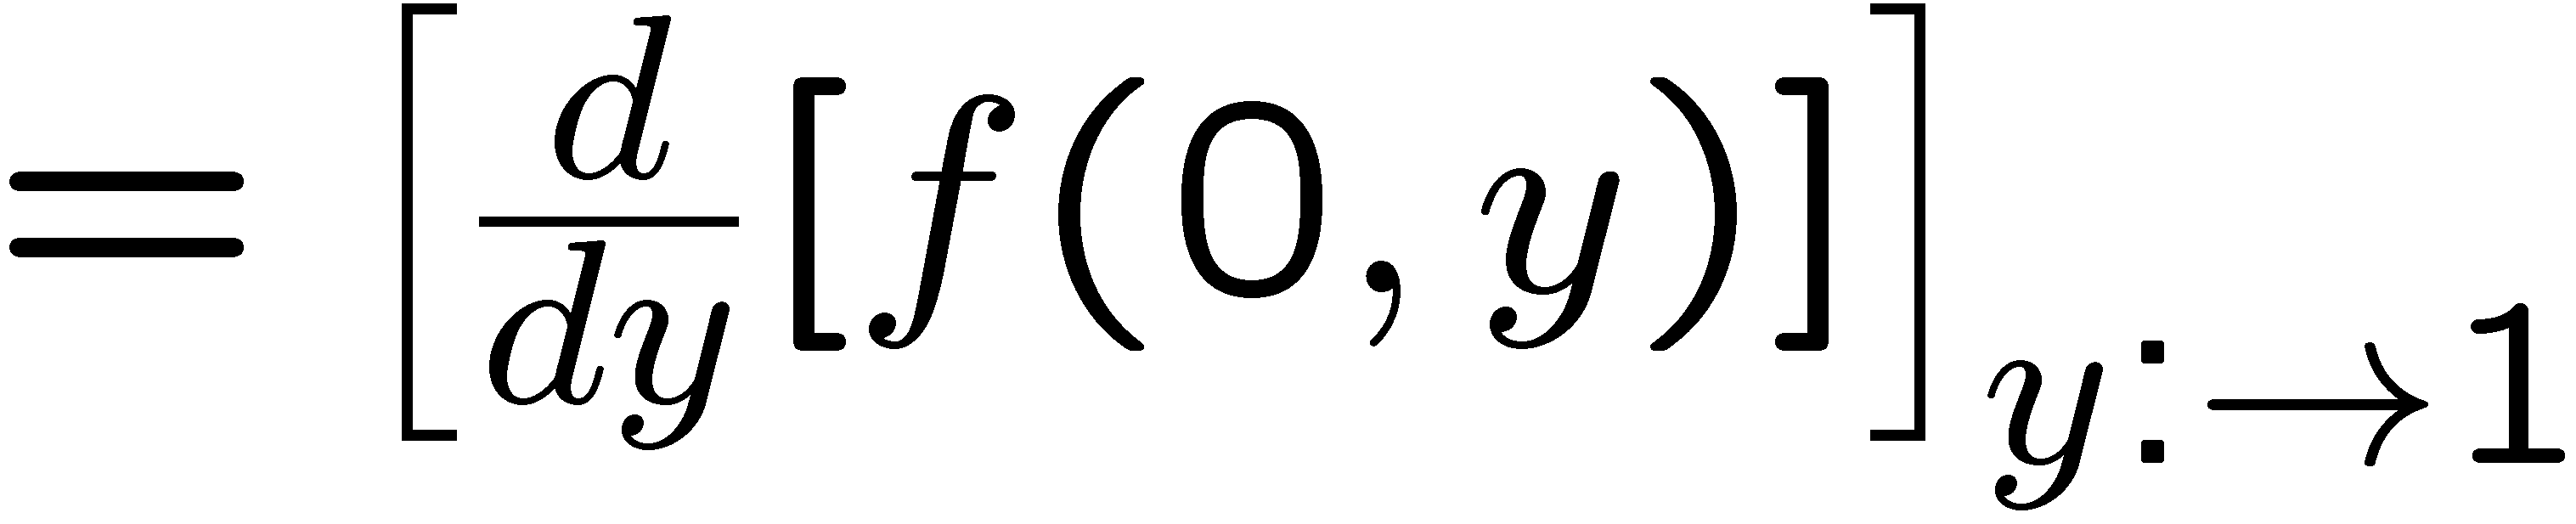 = [d/dy [f(0, y)]]_{y:→1}